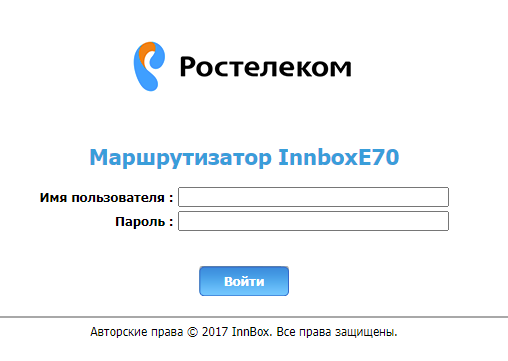 Ростелеком
Маршрутизатор InnboxE70
Имя пользователя :
Пароль :
Войти
Авторские права © 2017 InnBox. Все права защищены.